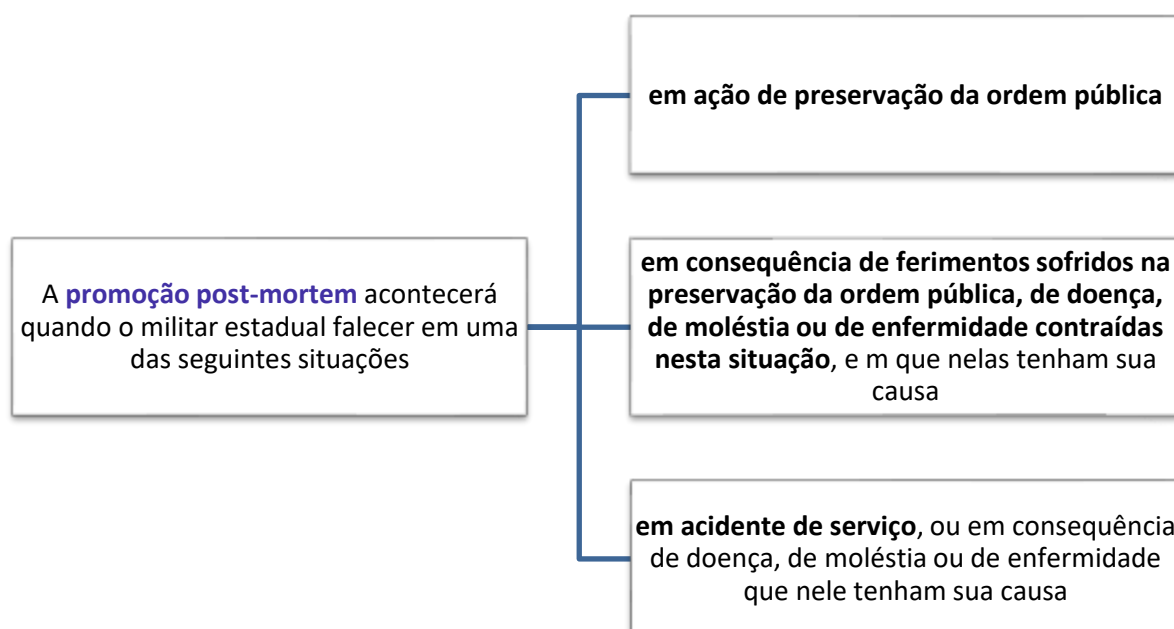 em ação de preservação da ordem pública
A promoção post-mortem acontecerá
quando o militar estadual falecer em uma
das seguintes situações
em consequência de ferimentos sofridos na
preservação da ordem pública, de doença,
de moléstia ou de enfermidade contraídas
nesta situação, e m que nelas tenham sua
causa
em acidente de serviço, ou em consequência
de doença, de moléstia ou de enfermidade
que nele tenham sua causa